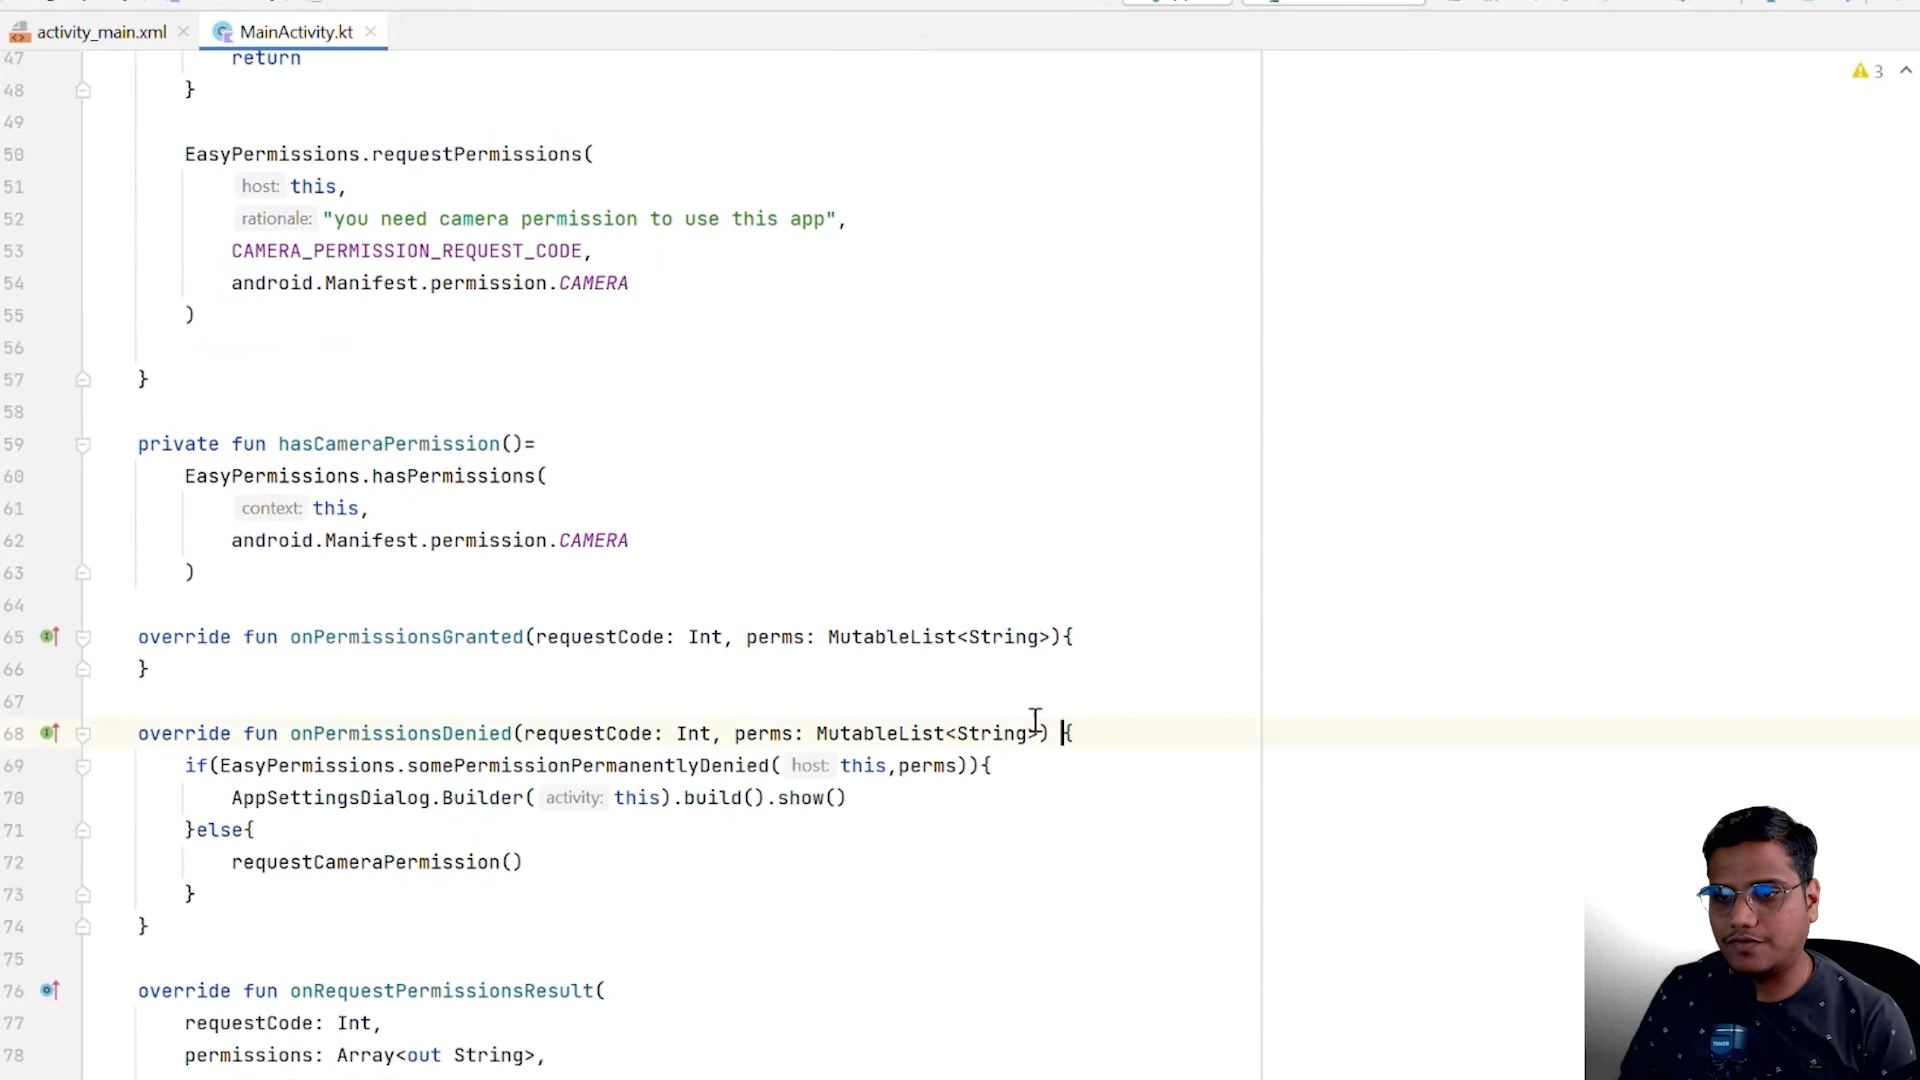 activity_main.xml
MainActivity.kt
3
47 return
48 }
49
50 EasyPermissions.requestPermissions(
51 host: this,
52 rationale: "you need camera permission to use this app",
53 CAMERA_PERMISSION_REQUEST_CODE,
54 android.Manifest.permission.CAMERA
55 )
56
57 }
58
59 private fun hasCameraPermission()=
60 EasyPermissions.hasPermissions(
61 context: this,
62 android.Manifest.permission.CAMERA
63 )
64
65 override fun onPermissionsGranted(requestCode: Int, perms: MutableList<String>){
66 }
67
68 override fun onPermissionsDenied(requestCode: Int, perms: MutableList<String>) {
69 if(EasyPermissions.somePermissionPermanentlyDenied( host: this,perms)){
70 AppSettingsDialog.Builder( activity: this).build().show()
71 }else{
72 requestCameraPermission()
73 }
74 }
75
76 override fun onRequestPermissionsResult(
77 requestCode: Int,
78 permissions: Array<out String>,